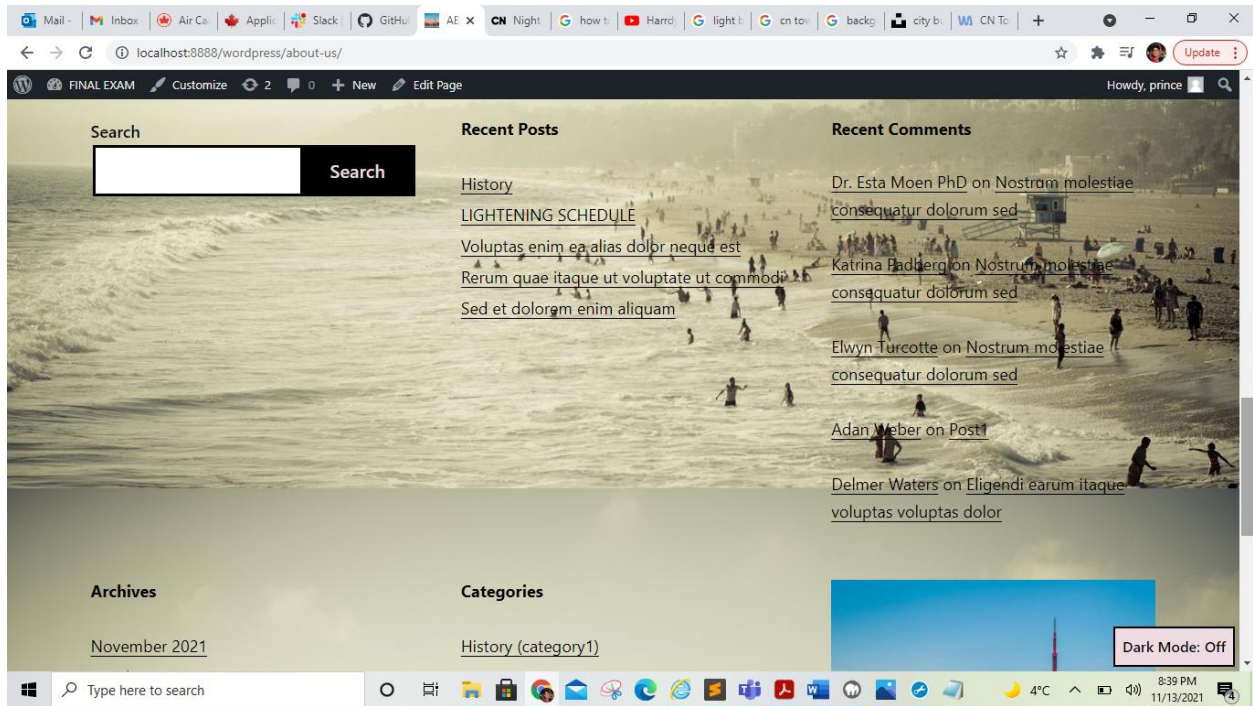 Mail -
Inbox
Air Ca
Applic
Slack |
GitHu
AE
CN Night
G how t
Harrd
G light b
G cn tow
G backg
city bu
CN To
localhost:8888/wordpress/about-us/
Update
FINAL EXAM
Customize
2
0
New
Edit Page
Howdy, prince
Search
Search
Recent Posts
History
LIGHTENING SCHEDULE
Voluptas enim ea alias dolor neque est
Rerum quae itaque ut voluptate ut commodi
Sed et dolorem enim aliquam
Recent Comments
Dr. Esta Moen PhD on Nostrum molestiae
consequatur dolorum sed
Katrina Padberg on Nostrum molestiae
consequatur dolorum sed
Elwyn Turcotte on Nostrum molestiae
consequatur dolorum sed
Adan Weber on Post1
Delmer Waters on Eligendi earum itaque
voluptas voluptas dolor
Archives
November 2021
Categories
History (category1)
Dark Mode: Off
Type here to search
4°C
8:39 PM
11/13/2021
4